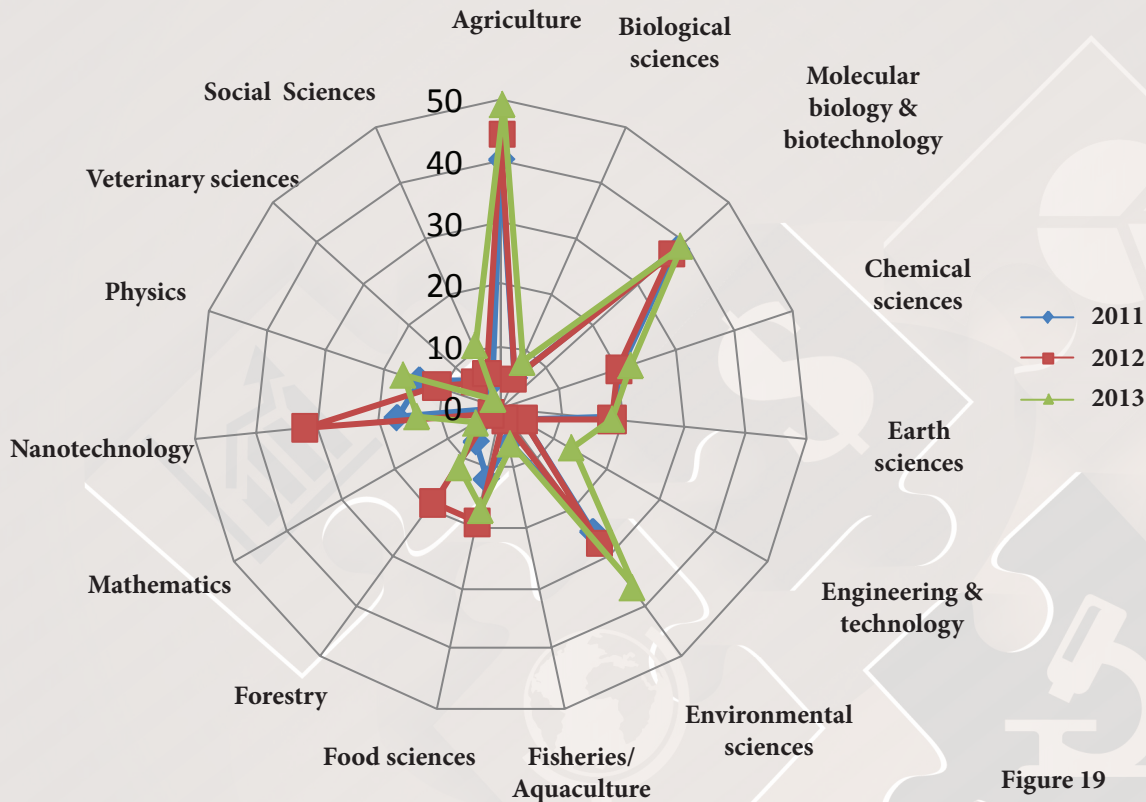 Agriculture
Biological
sciences
Molecular
biology &
biotechnology
Chemical
sciences
Earth
sciences
Engineering &
technology
Environmental
sciences
Fisheries/
Aquaculture
Food sciences
Forestry
Mathematics
Nanotechnology
Physics
Veterinary sciences
Social Sciences
50
40
30
20
10
0
2011
2012
2013
Figure 19